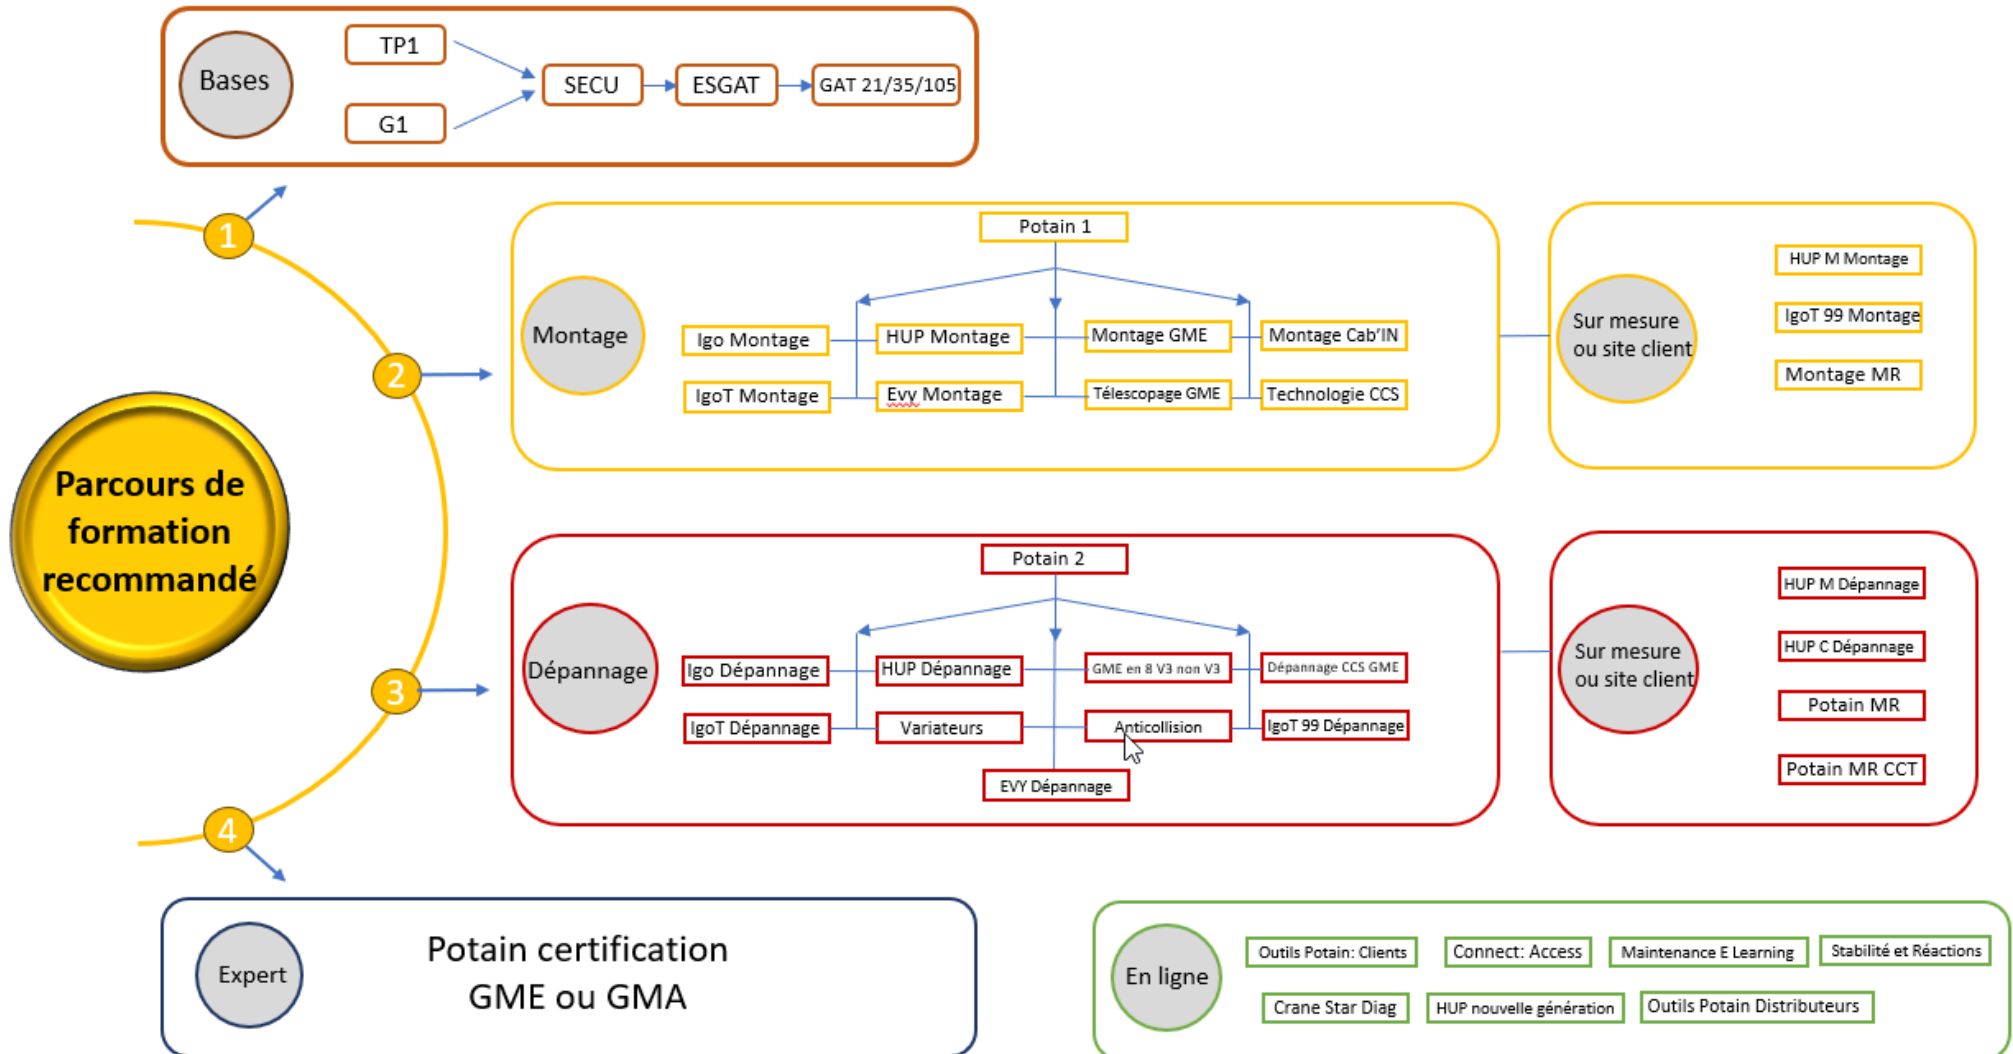 Bases
TP1
G1
SECU
ESGAT
GAT 21/35/105
1
2
3
4
Parcours de
formation
recommandé
Montage
Potain 1
Igo Montage
HUP Montage
Montage GME
Montage Cab'IN
IgoT Montage
Evy Montage
Télescopage GME
Technologie CCS
Sur mesure
ou site client
HUP M Montage
IgoT 99 Montage
Montage MR
Dépannage
Potain 2
Igo Dépannage
HUP Dépannage
GME en 8 V3 non V3
Dépannage CCS GME
IgoT Dépannage
Variateurs
Anticollision
IgoT 99 Dépannage
EVY Dépannage
Sur mesure
ou site client
HUP M Dépannage
HUP C Dépannage
Potain MR
Potain MR CCT
Expert
Potain certification
GME ou GMA
En ligne
Outils Potain: Clients
Connect: Access
Maintenance E Learning
Stabilité et Réactions
Crane Star Diag
HUP nouvelle génération
Outils Potain Distributeurs